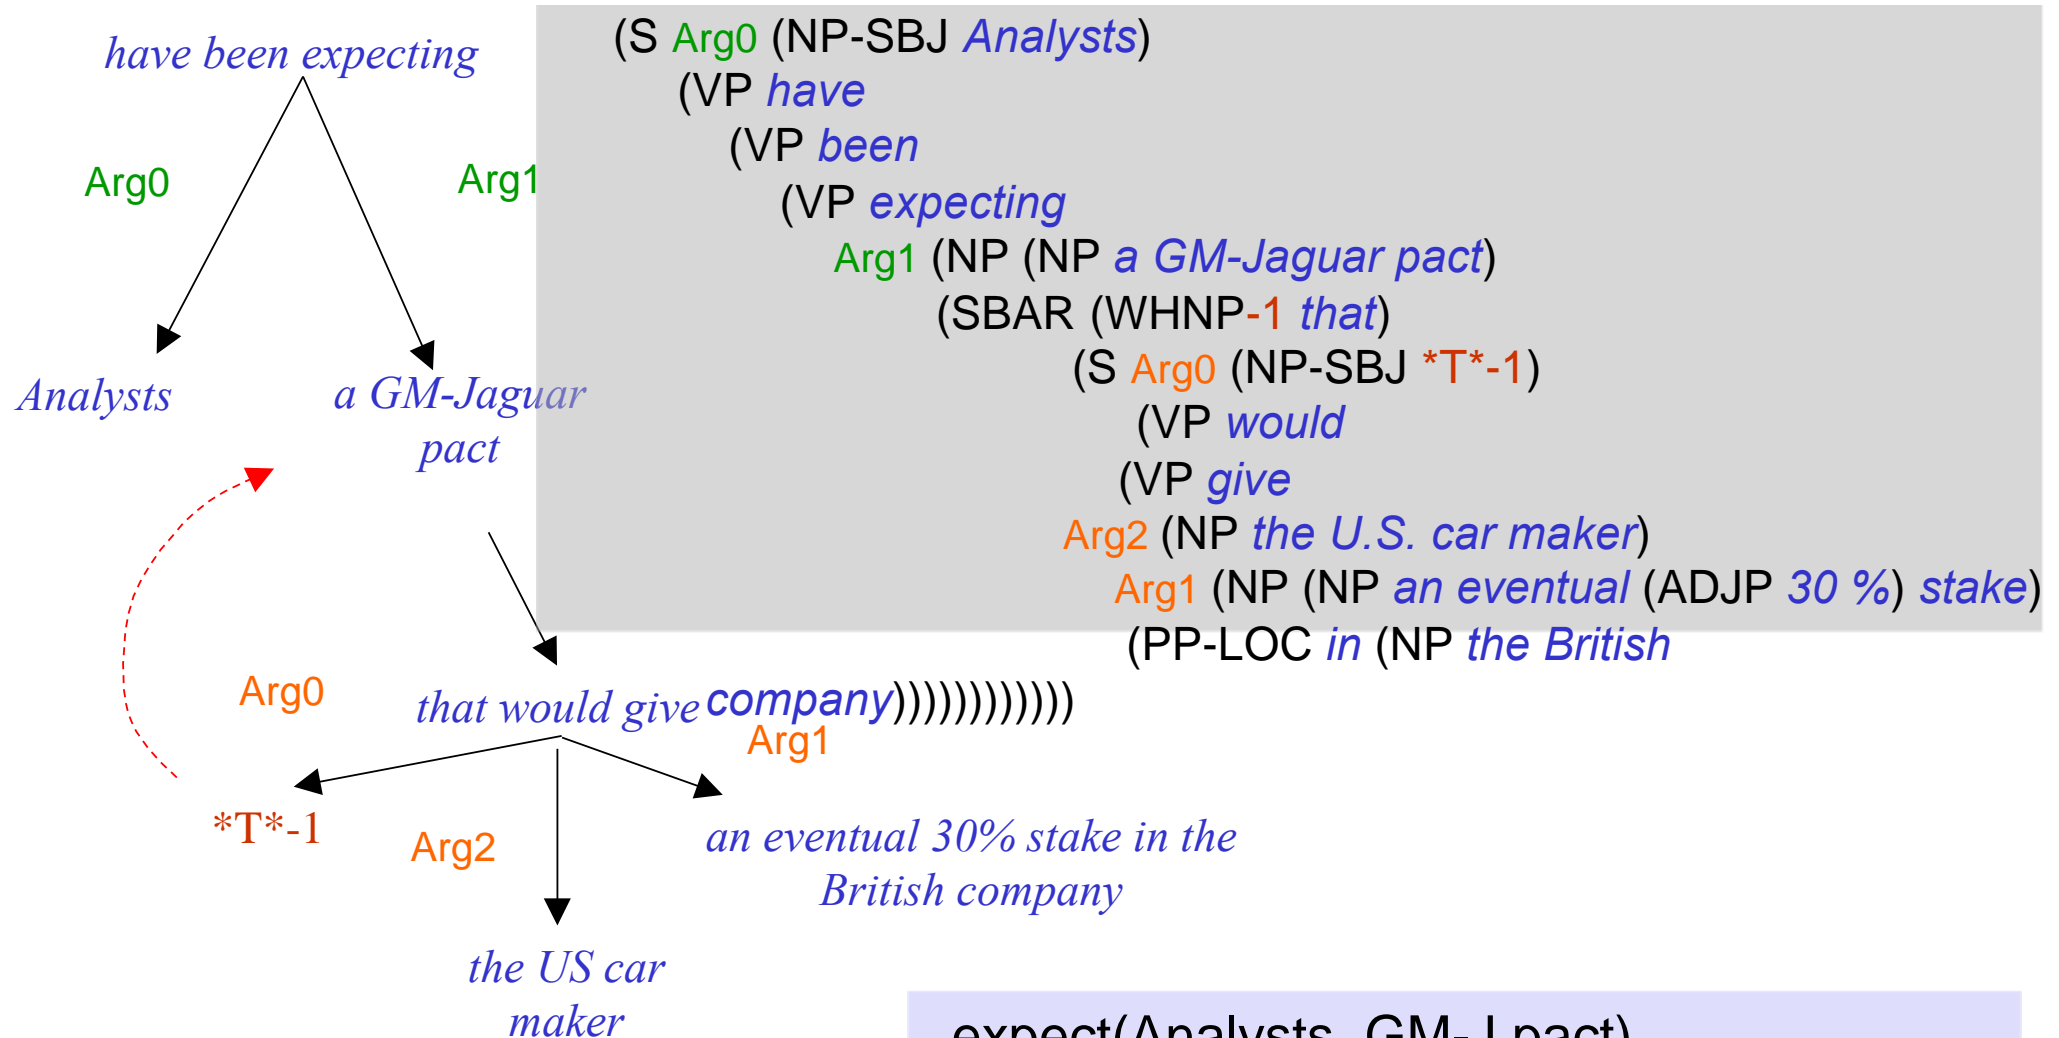 have been expecting
Arg0
Arg1
Analysts
a GM-Jaguar
pact
Arg0
that would give
Arg1
*T*-1
Arg2
an eventual 30% stake in the
British company
the US car
maker
(S Arg0 (NP-SBJ Analysts)
(VP have
(VP been
(VP expecting
Arg1 (NP (NP a GM-Jaguar pact)
(SBAR (WHNP-1 that)
(S Arg0 (NP-SBJ *T*-1)
(VP would
(VP give
Arg2 (NP the U.S. car maker)
Arg1 (NP (NP an eventual (ADJP 30 %) stake)
(PP-LOC in (NP the British
company))))))))))))
expect(Analysts, GM-J pact)